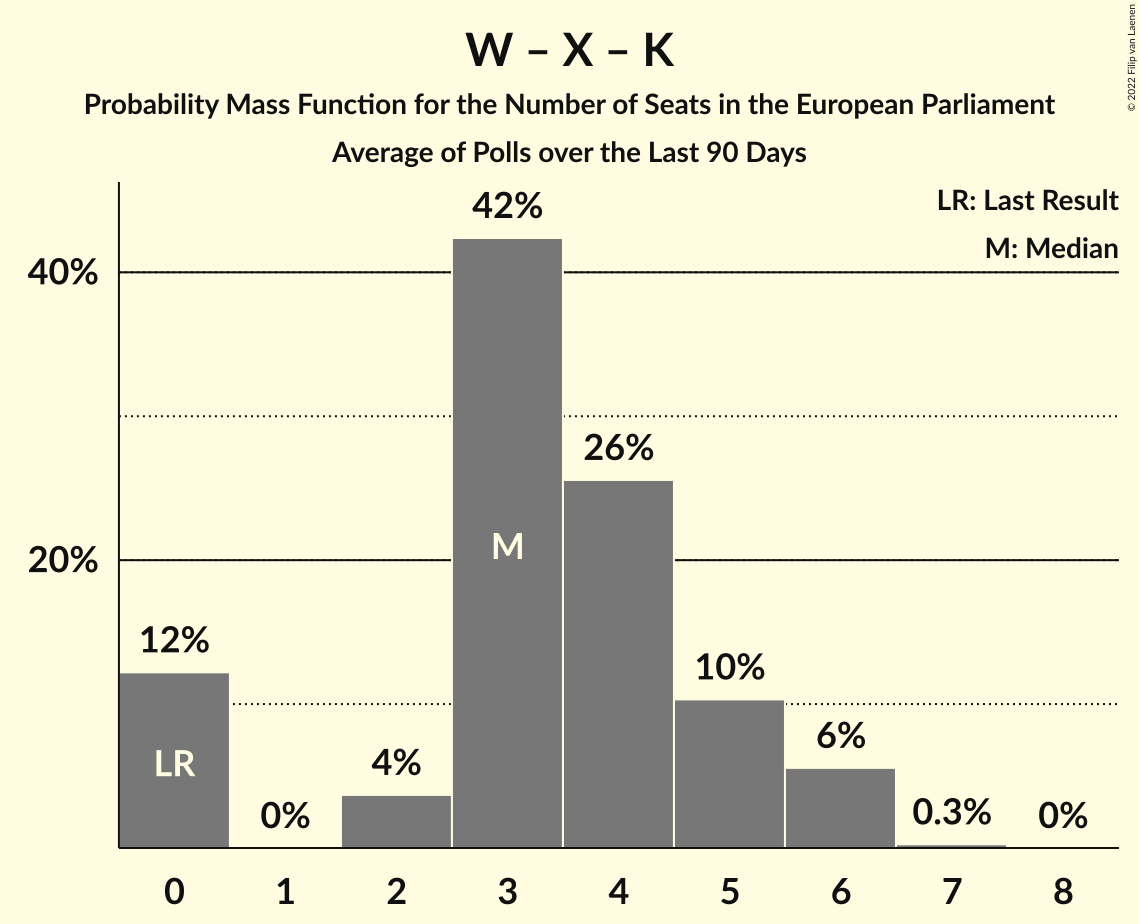 W – X – K
Probability Mass Function for the Number of Seats in the European Parliament
Average of Polls over the Last 90 Days
© 2022 Filip van Laenen
LR: Last Result
M: Median
42%
40%
26%
M
20%
12%
10%
6%
LR
4%
0%
0.3%
0%
0 1 2 3 4 5 6 7 8